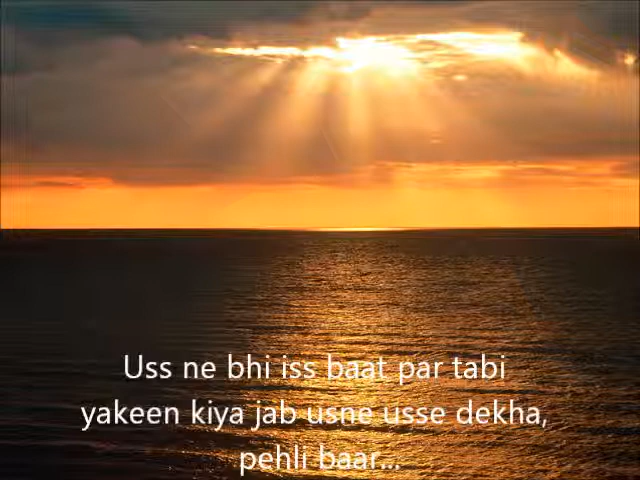 Uss ne bhi iss baat par tabi
yakeen kiya jab usne usse dekha,
pehli baar...